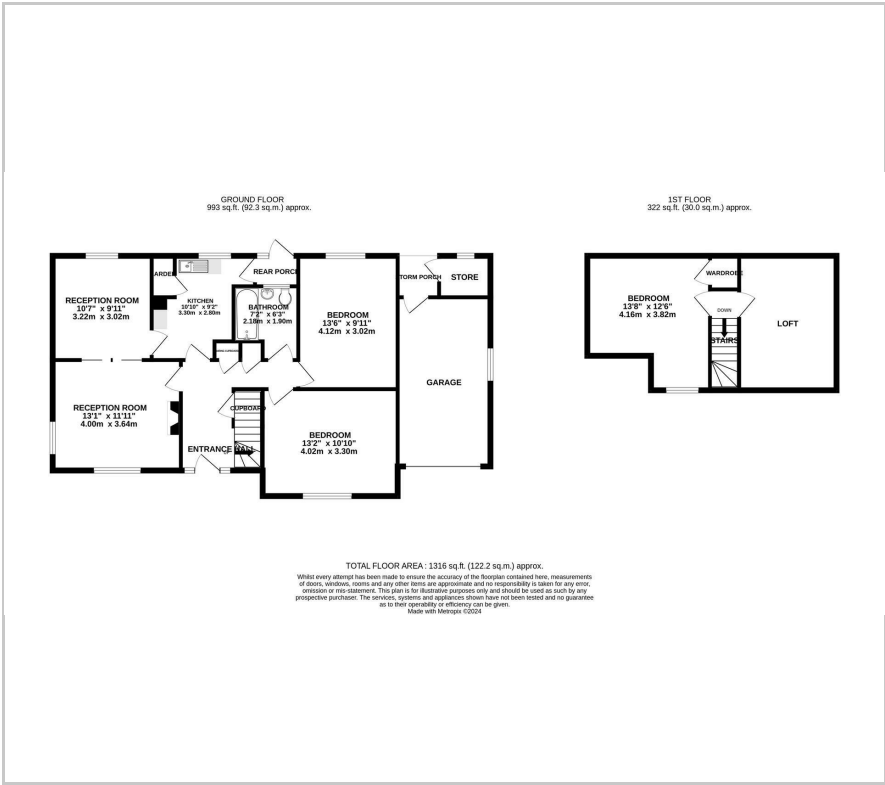 GROUND FLOOR
993 sq.ft. (92.3 sq.m.) approx.
1ST FLOOR
322 sq.ft. (30.0 sq.m.) approx.
ARDE
REAR PORC
TORM PORCH
STORE
RECEPTION ROOM
10'7" x 9'11"
3.22m x 3.02m
KITCHEN
10'10" x 9'2"
3.30m x 2.80m
BATHROOM
7'2" x 6'3"
2.18m x 1.90m
BEDROOM
13'6" x 9'11"
4.12m x 3.02m
GARAGE
RECEPTION ROOM
13'1" x 11'11"
4.00m x 3.64m
CUPBOARD
ENTRANCE HALL
BEDROOM
13'2" x 10'10"
4.02m x 3.30m
WARDROBE
BEDROOM
13'8" x 12'6"
4.16m x 3.82m
DOWN
STAIRS
LOFT
TOTAL FLOOR AREA : 1316 sq.ft. (122.2 sq.m.) approx.
Whilst every attempt has been made to ensure the accuracy of the floorplan contained here, measurements
of doors, windows, rooms and any other items are approximate and no responsibility is taken for any error,
omission or mis-statement. This plan is for illustrative purposes only and should be used as such by any
prospective purchaser. The services, systems and appliances shown have not been tested and no guarantee
as to their operability or efficiency can be given.
Made with Metropix ©2024